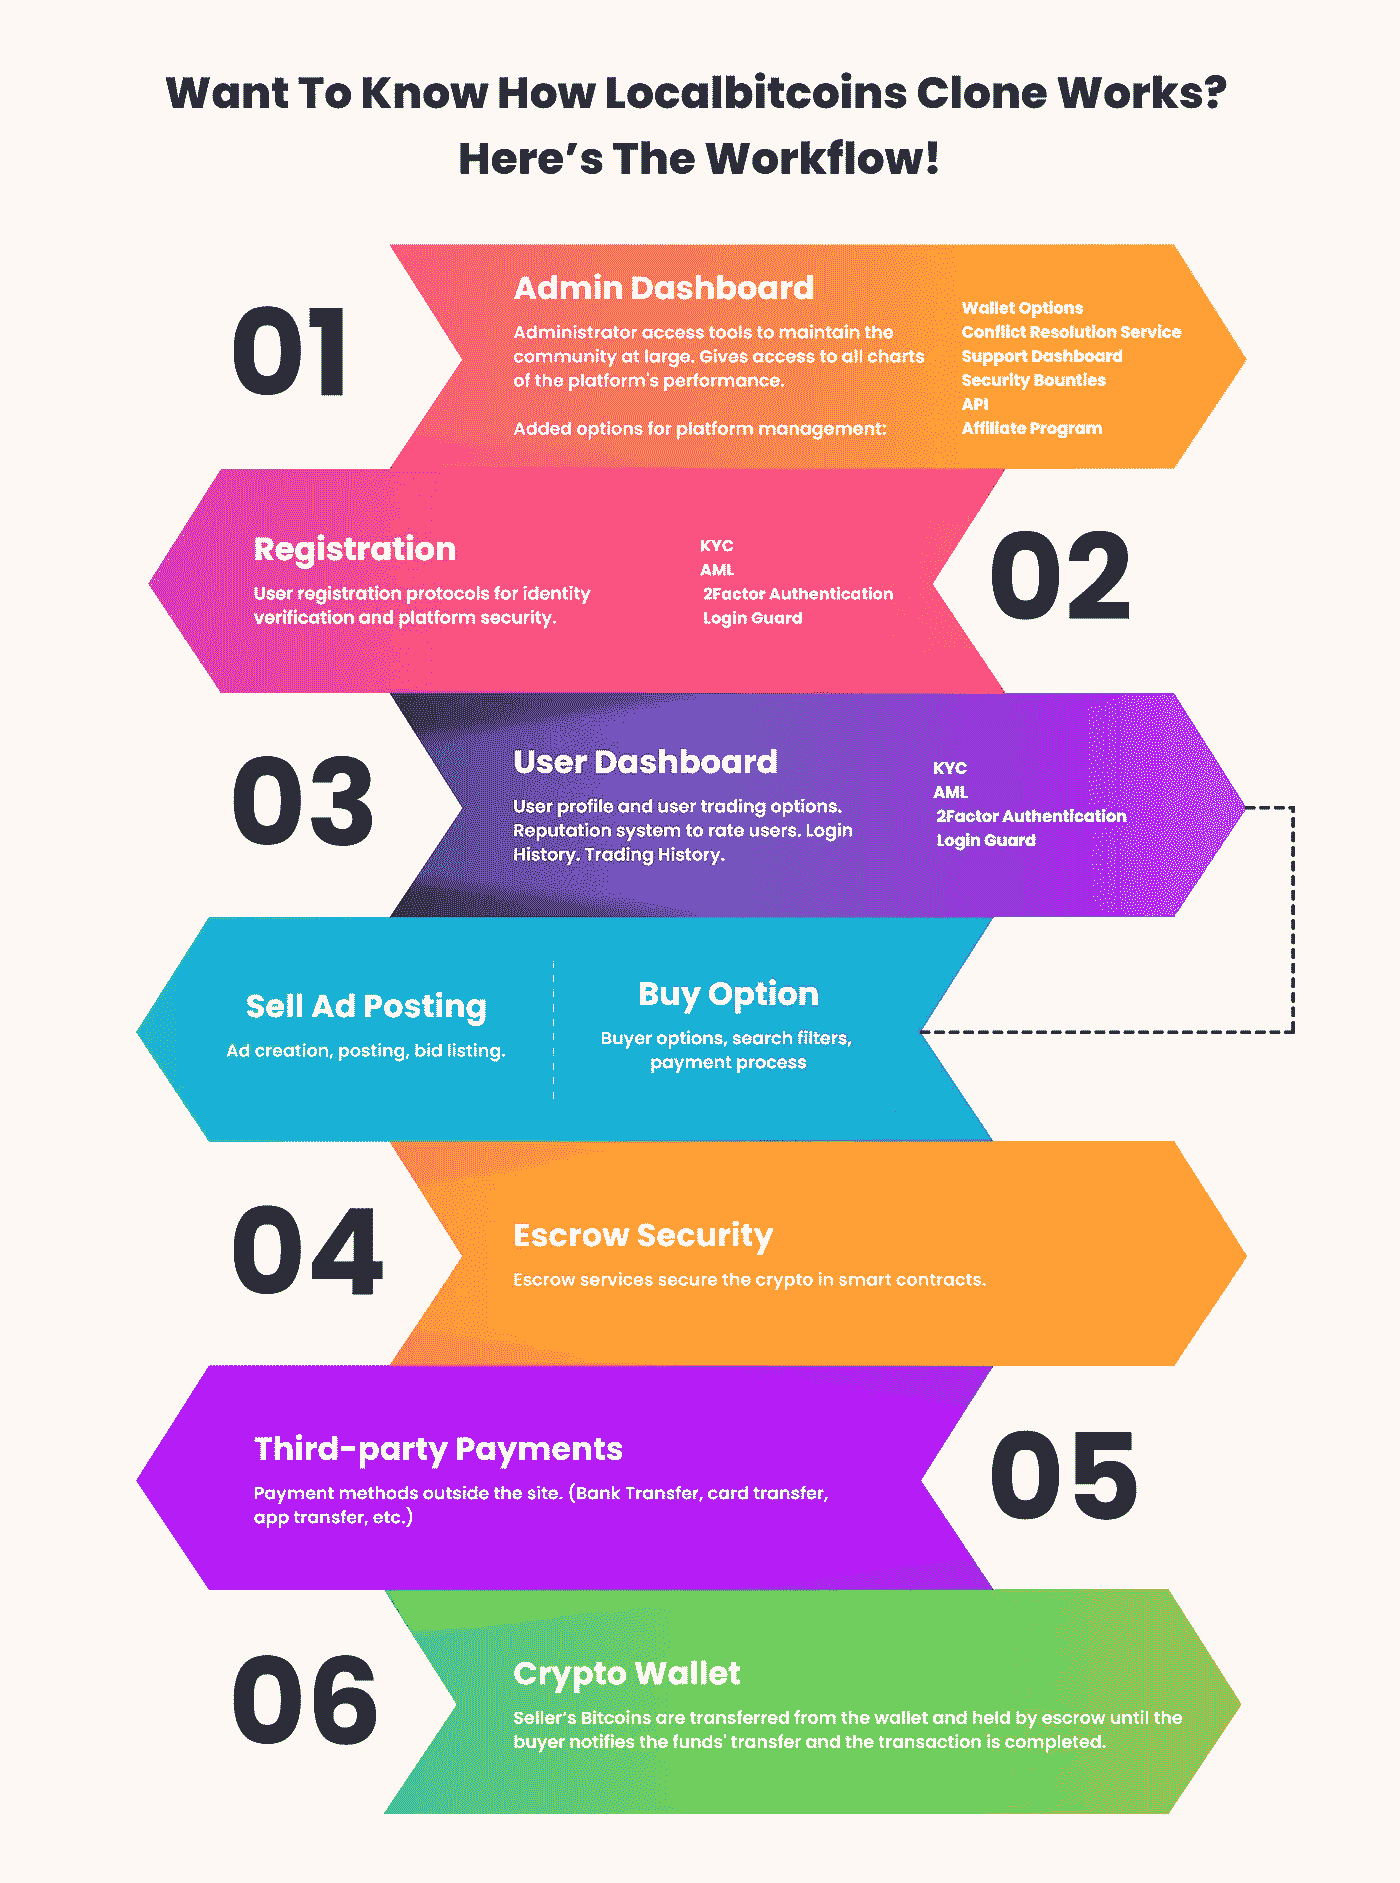 Want To Know How Localbitcoins Clone Works?
Here’s The Workflow!
01
Admin Dashboard
Administrator access tools to maintain the
community at large. Gives access to all charts
of the platform's performance.
Added options for platform management:
Wallet Options
Conflict Resolution Service
Support Dashboard
Security Bounties
API
Affiliate Program
Registration
User registration protocols for identity
verification and platform security.
KYC
AML
2Factor Authentication
Login Guard
02
03
User Dashboard
User profile and user trading options.
Reputation system to rate users. Login
History. Trading History.
KYC
AML
2Factor Authentication
Login Guard
Sell Ad Posting
Ad creation, posting, bid listing.
Buy Option
Buyer options, search filters,
payment process
04
Escrow Security
Escrow services secure the crypto in smart contracts.
Third-party Payments
Payment methods outside the site. (Bank Transfer, card transfer,
app transfer, etc.)
05
06
Crypto Wallet
Seller’s Bitcoins are transferred from the wallet and held by escrow until the
buyer notifies the funds' transfer and the transaction is completed.